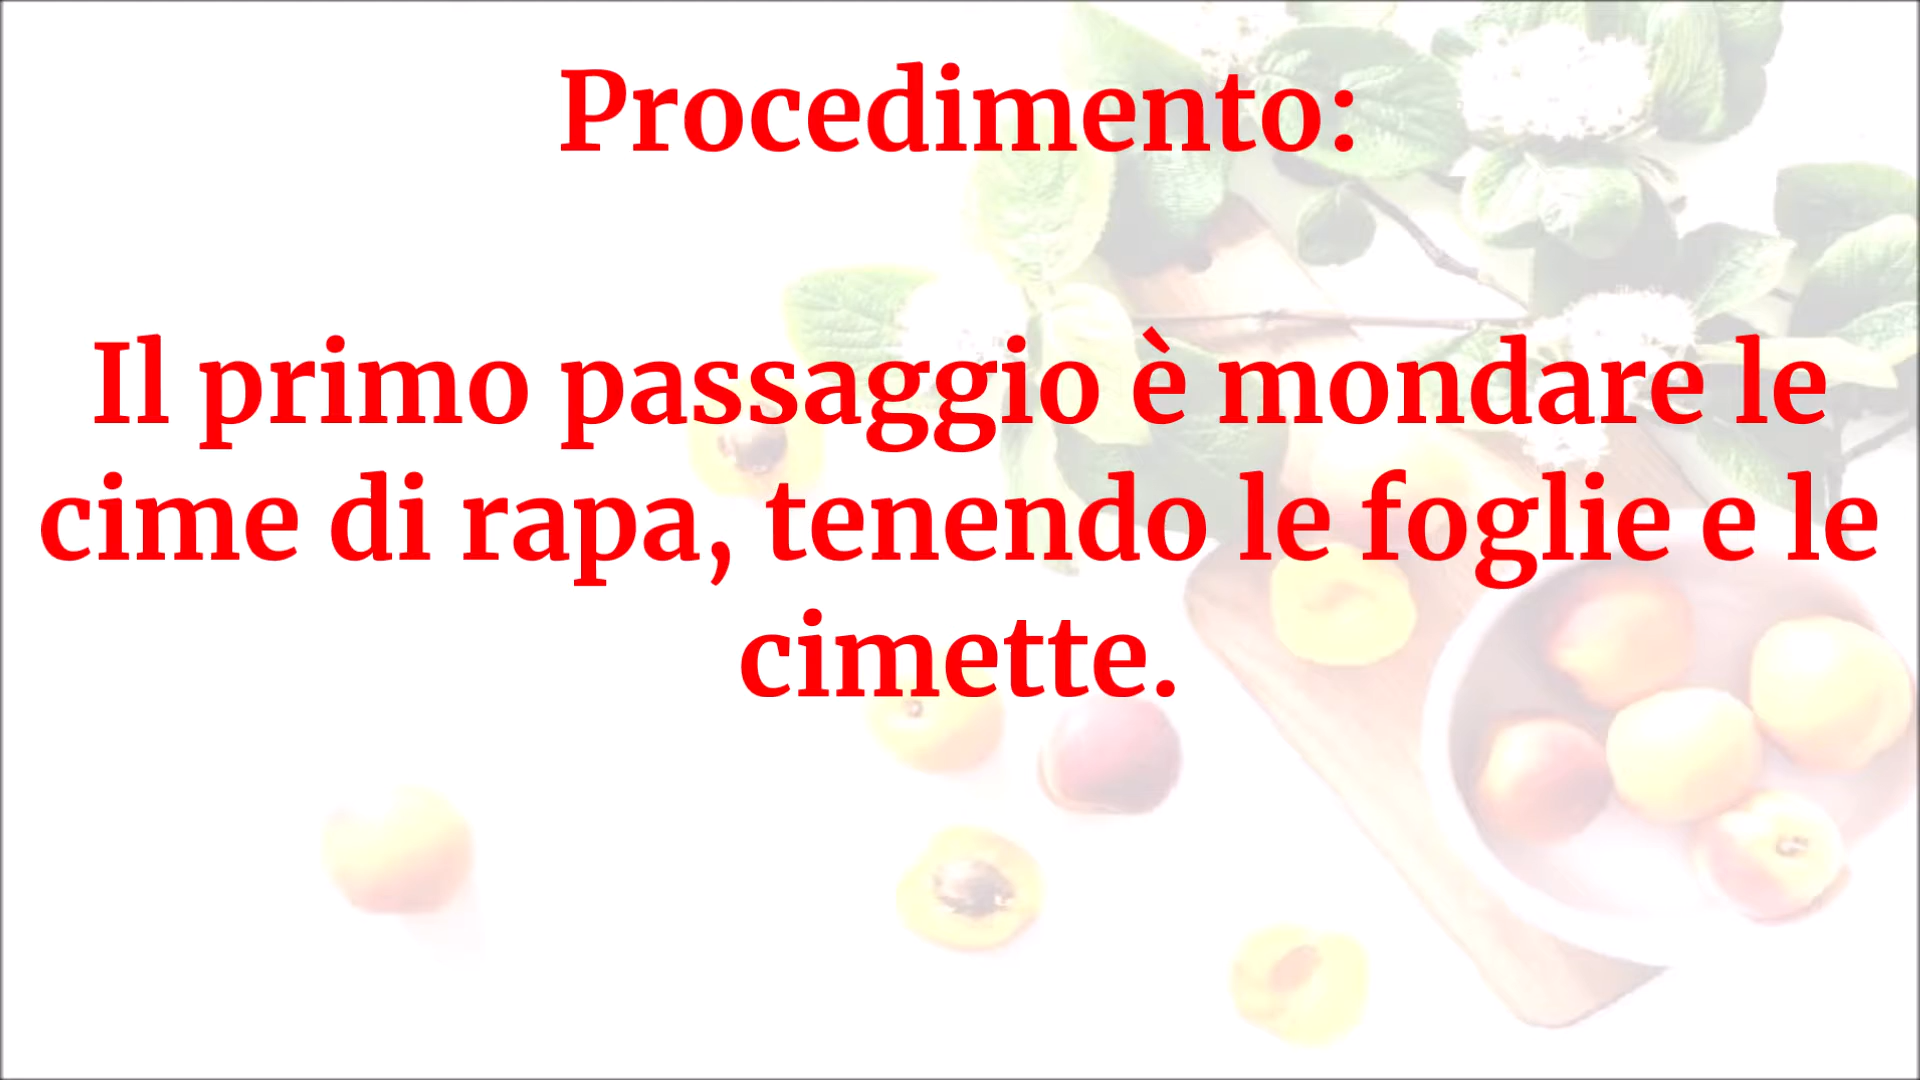 Procedimento:
Il primo passaggio è mondare le
cime di rapa, tenendo le foglie e le
cimette.